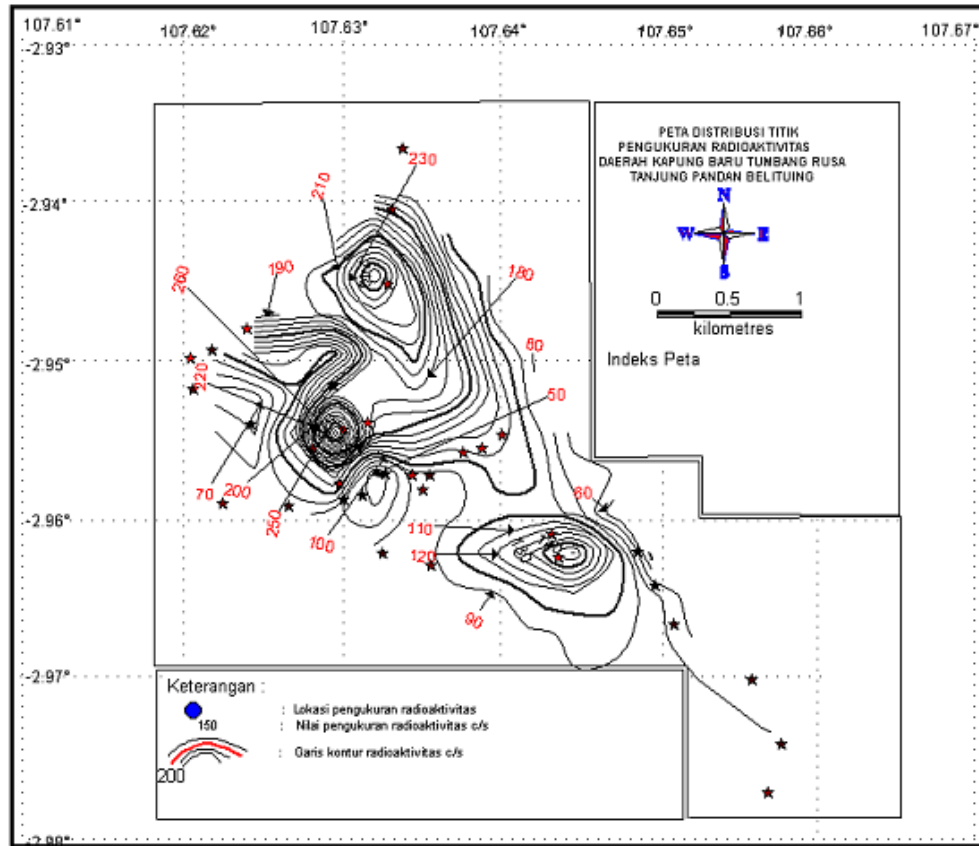 107.61°
107.62°
107.63°
107.64°
107.65°
107.66°
107.67°
-2.93°
-2.94°
-2.95°
-2.96°
-2.97°
-2.98°
PETA DISTRIBUSI TITIK
PENGUKURAN RADIOAKTIVITAS
DAERAH KAPUNG BARU TUMBANG RUSA
TANJUNG PANDAN BELITUING
N
W
E
S
0 0.5 1
kilometres
Indeks Peta
230
210
190
260
180
80
220
50
70
200
250
100
60
110
120
90
Keterangan :
: Lokasi pengukuran radioaktivitas
150
: Nilai pengukuran radioaktivitas c/s
: Garis kontur radioaktivitas c/s
200